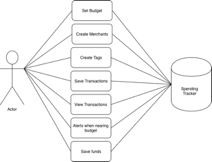 Set Budget
Create Merchants
Create Tags
Save Transactions
View Transactions
Alerts when nearing
budget
Save funds
Actor
Spending
Tracker